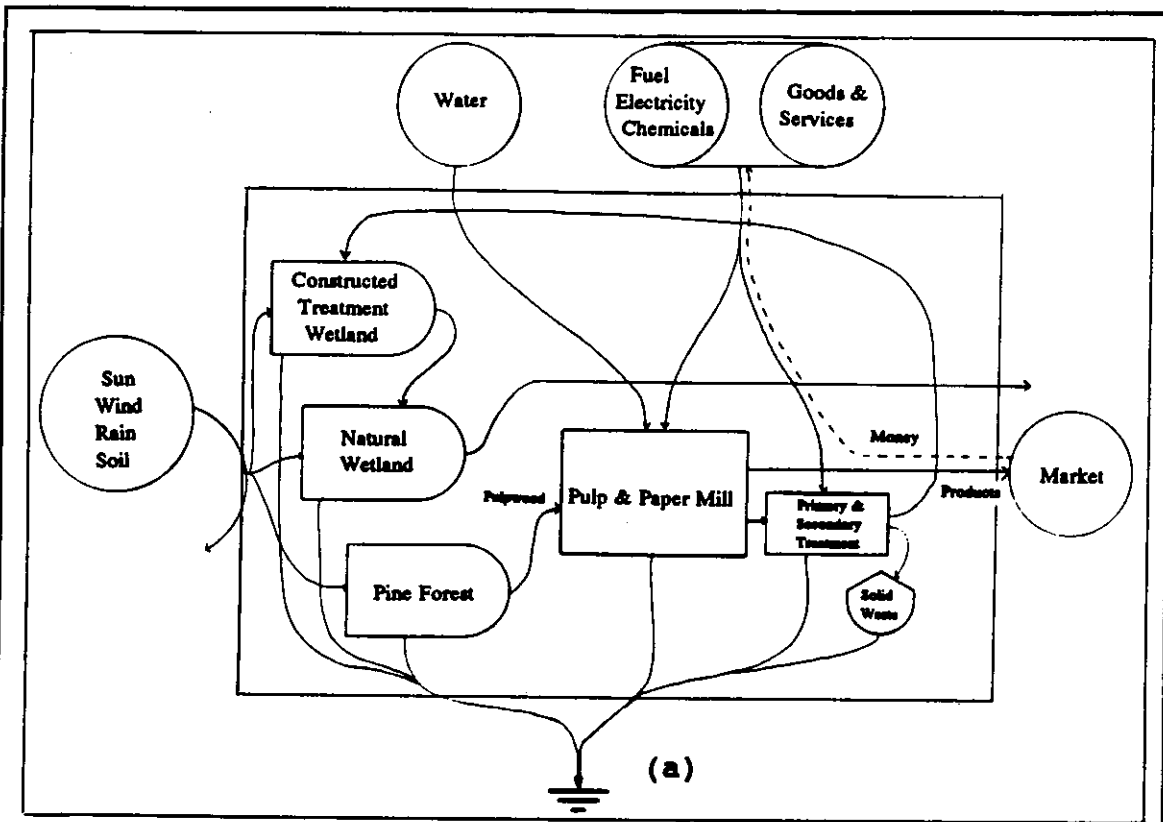 Water
Fuel
Electricity
Chemicals
Goods &
Services
Constructed
Treatment
Wetland
Sun
Wind
Rain
Soil
Natural
Wetland
Money
Market
Pulpwood
Pulp & Paper Mill
Products
Primary &
Secondary
Treatment
Pine Forest
Solid
Waste
(a)